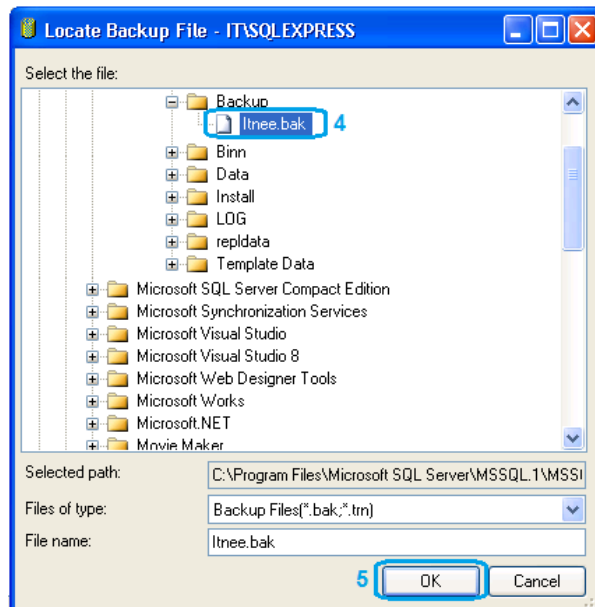 Locate Backup File - IT\SQLEXPRESS
Select the file:
Backup
Itnee.bak 4
Binn
Data
Install
LOG
repldata
Template Data
Microsoft SQL Server Compact Edition
Microsoft Synchronization Services
Microsoft Visual Studio
Microsoft Visual Studio 8
Microsoft Web Designer Tools
Microsoft Works
Microsoft.NET
Movie Maker
Selected path: C:\Program Files\Microsoft SQL Server\MSSQL.1\MSS
Files of type: Backup Files(*.bak;*.trn)
File name: Itnee.bak
5 OK Cancel